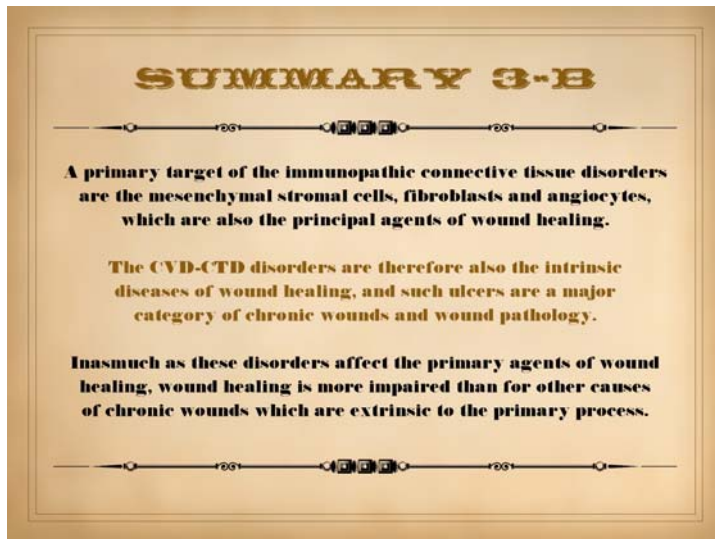 SUMMARY 3-B
A primary target of the immunopathic connective tissue disorders
are the mesenchymal stromal cells, fibroblasts and angiocytes,
which are also the principal agents of wound healing.
The CVD-CTD disorders are therefore also the intrinsic
diseases of wound healing, and such ulcers are a major
category of chronic wounds and wound pathology.
Inasmuch as these disorders affect the primary agents of wound
healing, wound healing is more impaired than for other causes
of chronic wounds which are extrinsic to the primary process.